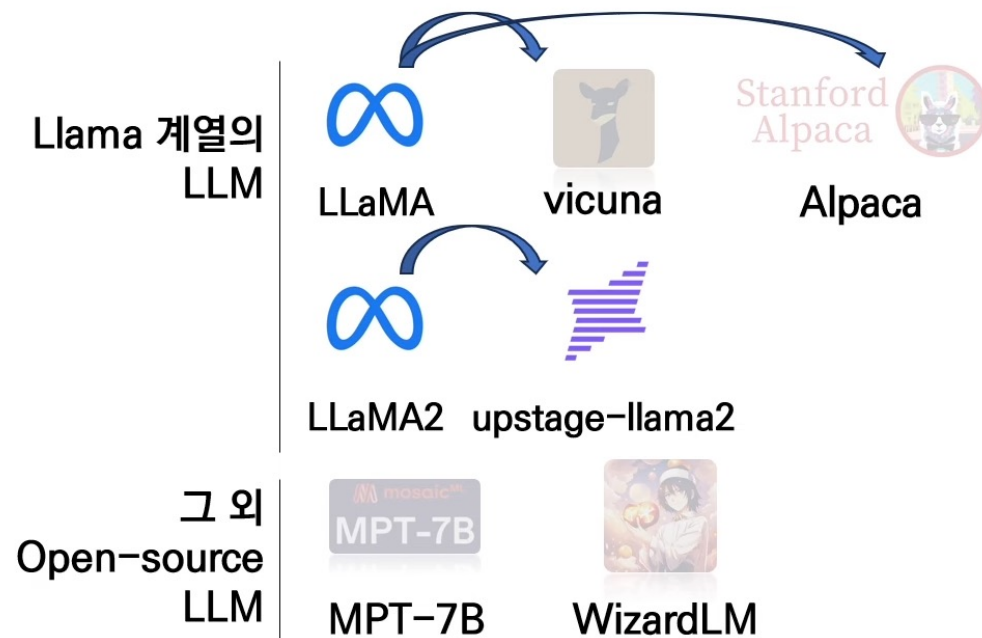 Llama 계열의
LLM
Stanford
Alpaca
LLaMA
vicuna
Alpaca
LLaMA2
upstage-llama2
그 외
Open-source
LLM
mosaic ML
MPT-7B
MPT-7B
WizardLM